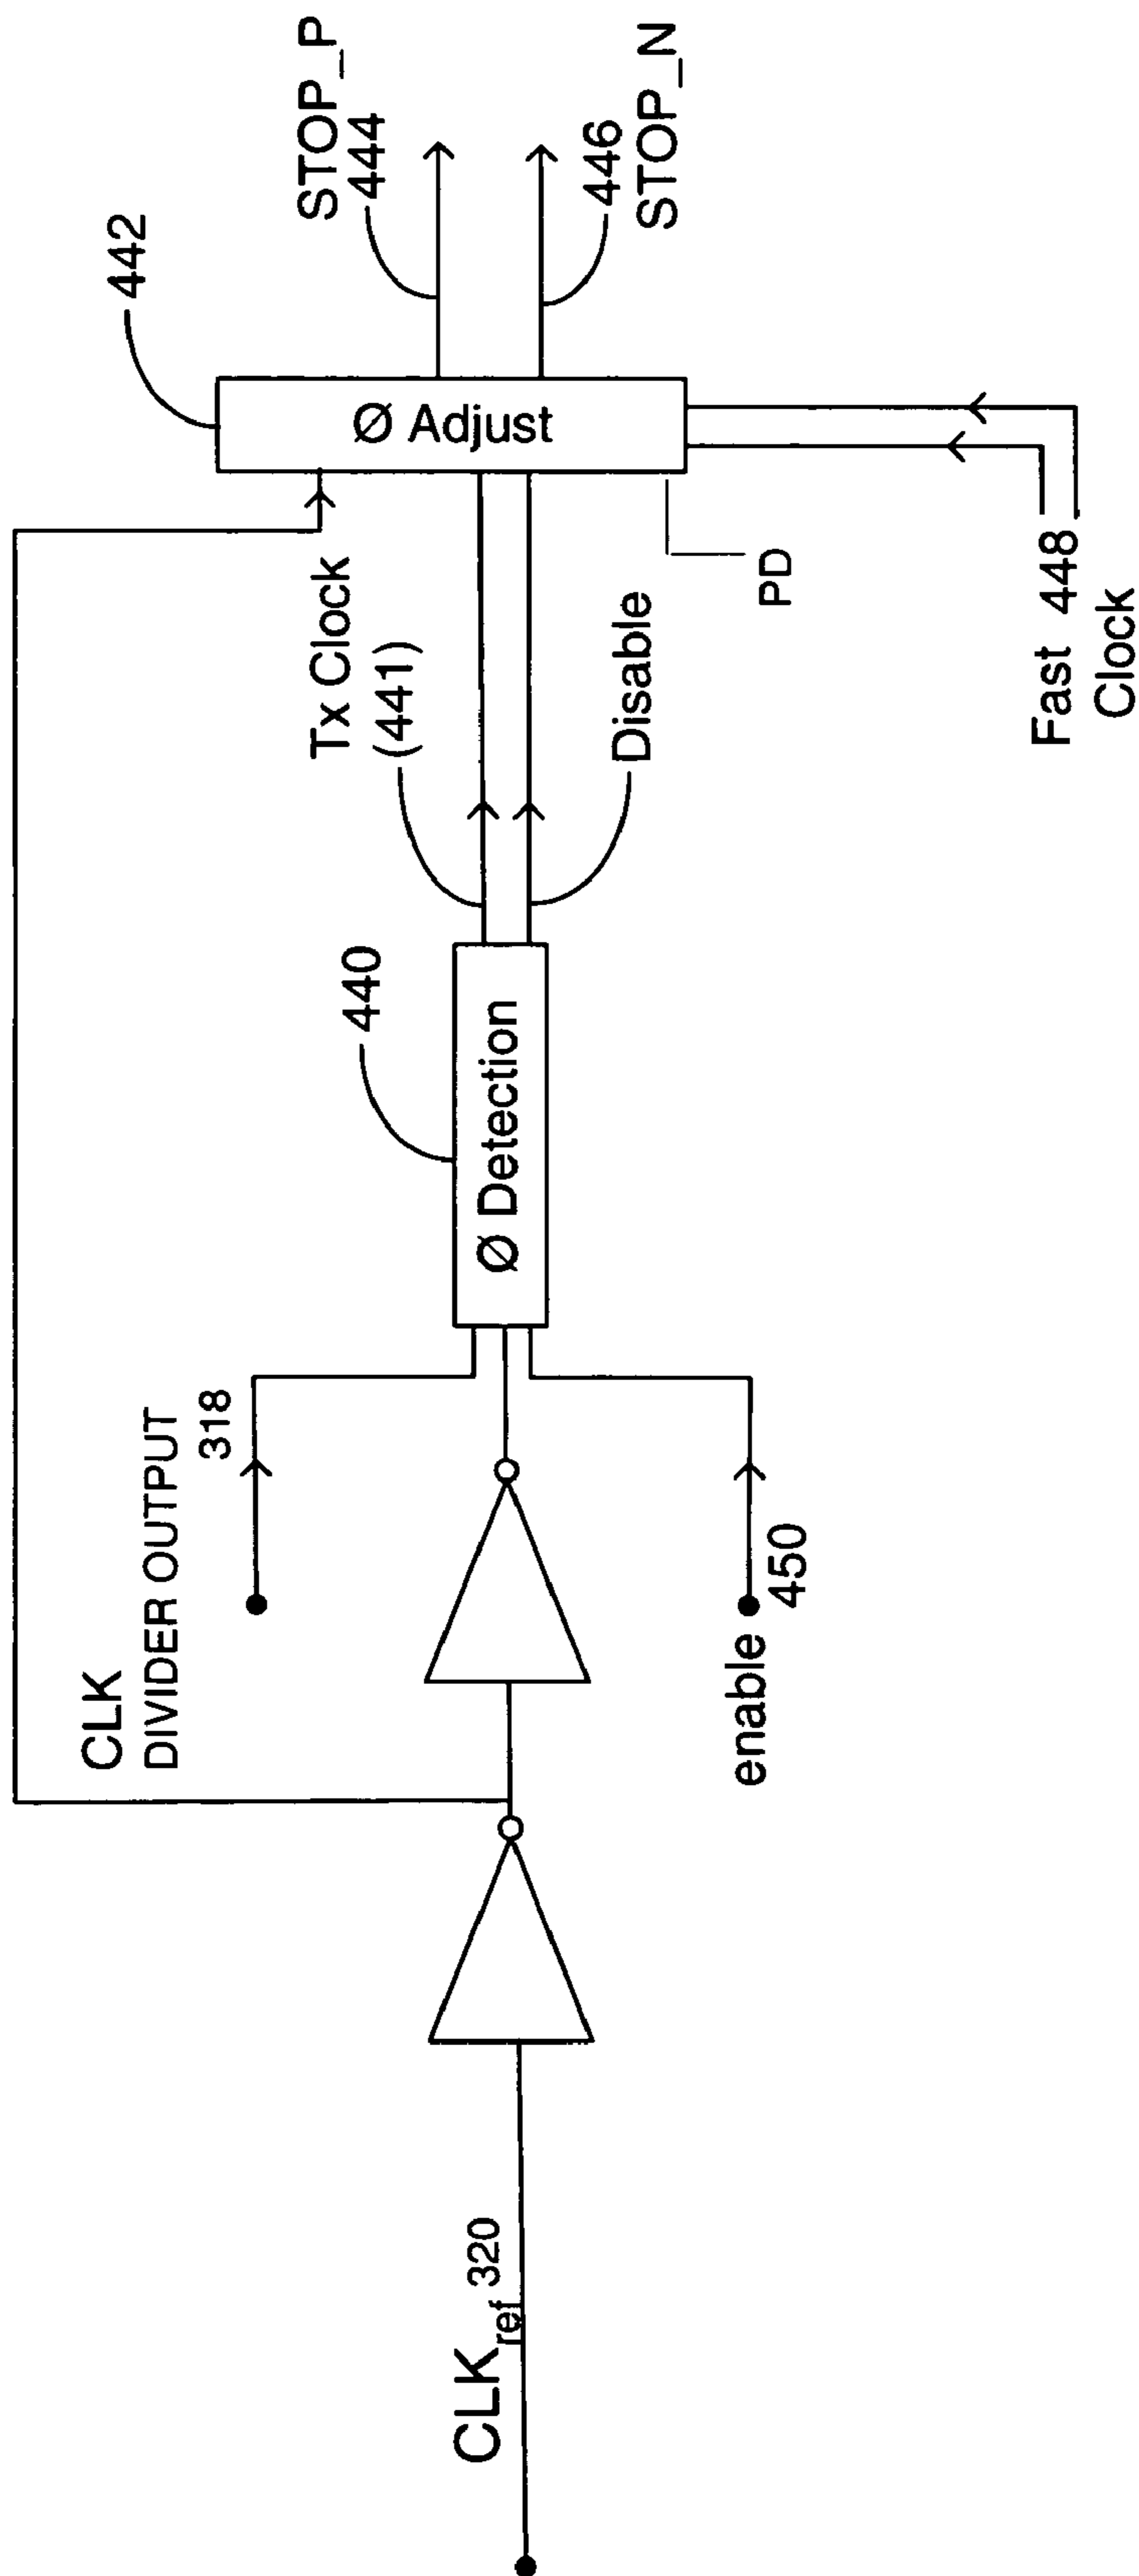 CLK
DIVIDER OUTPUT
318
CLKref 320
enable
450
440
Ø Detection
Tx Clock
(441)
Disable
442
Ø Adjust
PD
Fast 448
Clock
STOP_P
444
446
STOP_N